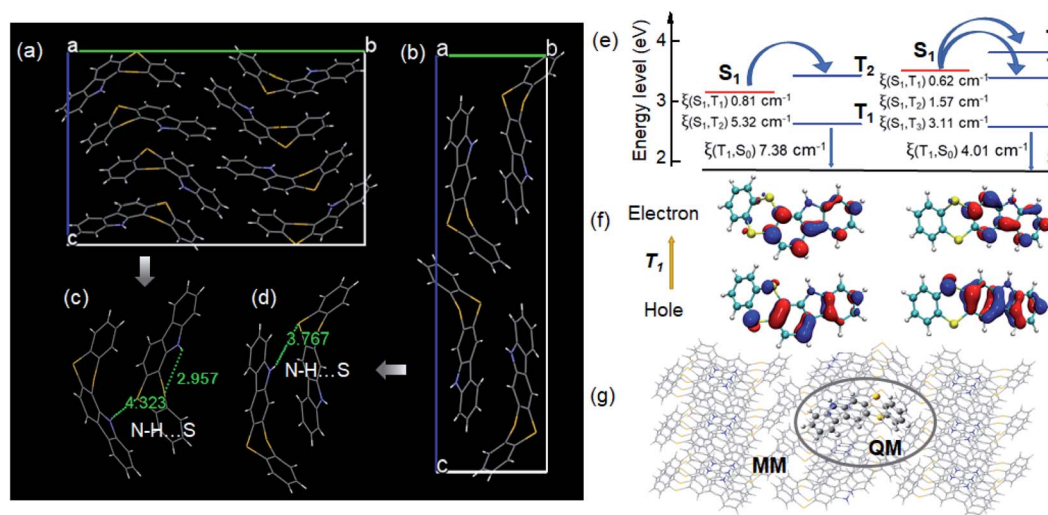 (a)
a
b
c
(b)
a
b
c
(c)
4.323
2.957
N-H...S
(d)
3.767
N-H...S
(e)
Energy level (eV)
4
3
2
S₁
ξ(S₁,T₁) 0.81 cm⁻¹
ξ(S₁,T₂) 5.32 cm⁻¹
ξ(T₁,S₀) 7.38 cm⁻¹
T₂
T₁
S₁
ξ(S₁,T₁) 0.62 cm⁻¹
ξ(S₁,T₂) 1.57 cm⁻¹
ξ(S₁,T₃) 3.11 cm⁻¹
ξ(T₁,S₀) 4.01 cm⁻¹
(f)
Electron
T₁
Hole
(g)
MM
QM